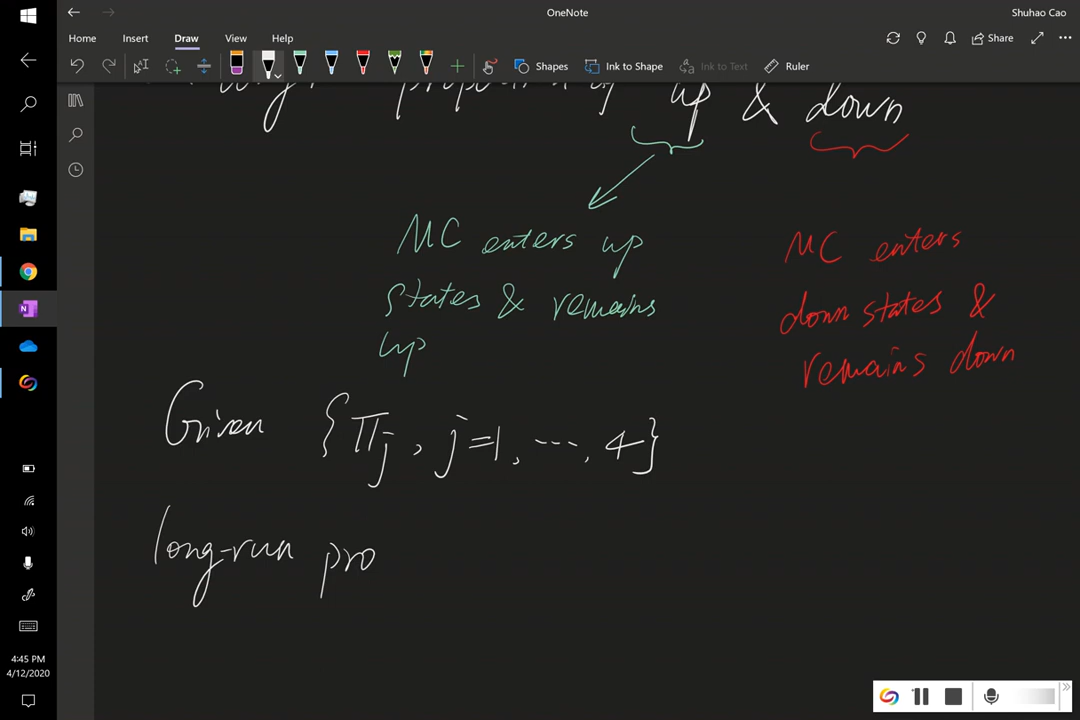 OneNote
Shuhao Cao
Home Insert Draw View Help
Share
Shapes Ink to Shape Ink to Text Ruler
up & down
MC enters up
states & remains
up
MC enters
down states &
remains down
Given {πj, j=1, ..., 4}
long-run pro
4:45 PM
4/12/2020